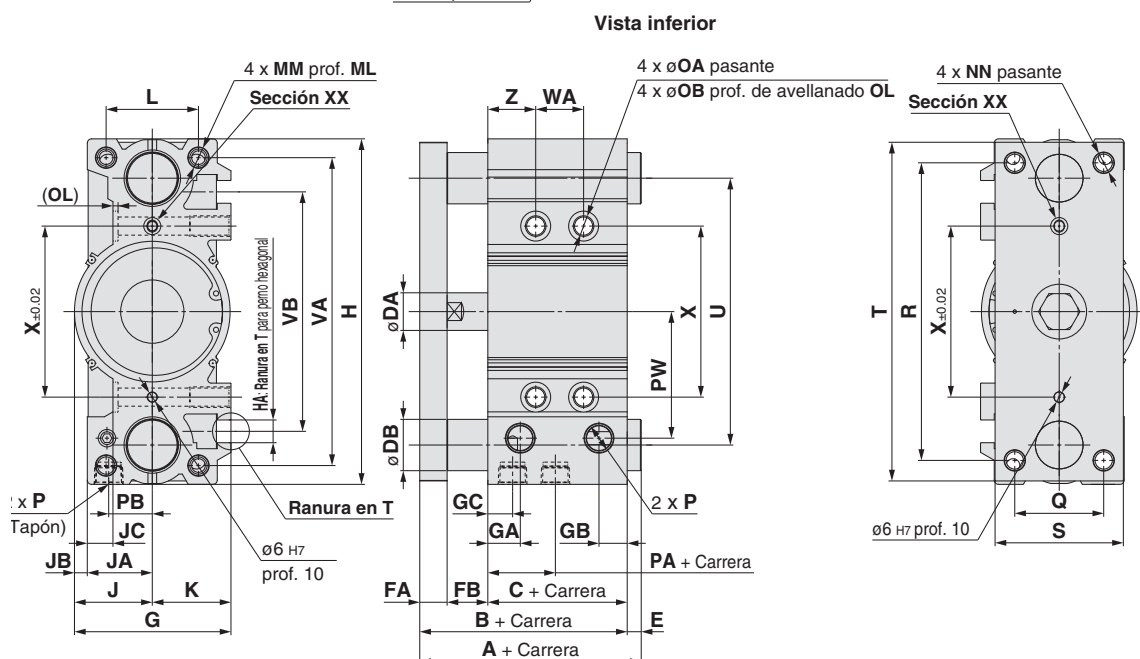 Vista inferior
4 x MM prof. ML
L
Sección XX
(OL)
X±0.02
HA: Ranura en T para perno hexagonal
VB
VA
H
x P
Tapón)
PB
JC
JB
JA
J
K
G
ø6 H7
prof. 10
Ranura en T
4 x øOA pasante
4 x øOB prof. de avellanado OL
Z
WA
øDA
øDB
PW
X
U
GC
GA
GB
2 x P
PA + Carrera
FA
FB
C + Carrera
B + Carrera
E
A + Carrera
4 x NN pasante
Sección XX
T
R
X±0.02
ø6 H7 prof. 10
Q
S